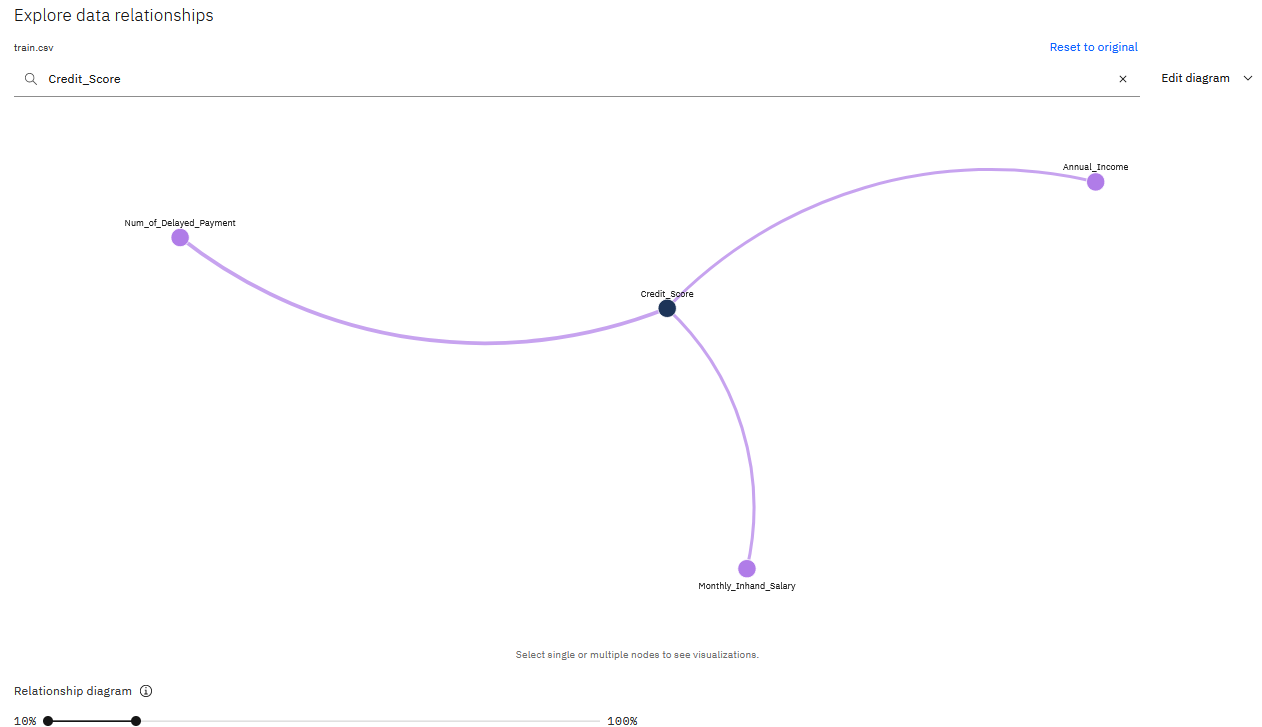 Explore data relationships
train.csv
Reset to original
Credit_Score
Edit diagram
Annual_Income
Num_of_Delayed_Payment
Credit_Score
Monthly_Inhand_Salary
Select single or multiple nodes to see visualizations.
Relationship diagram
10% 100%